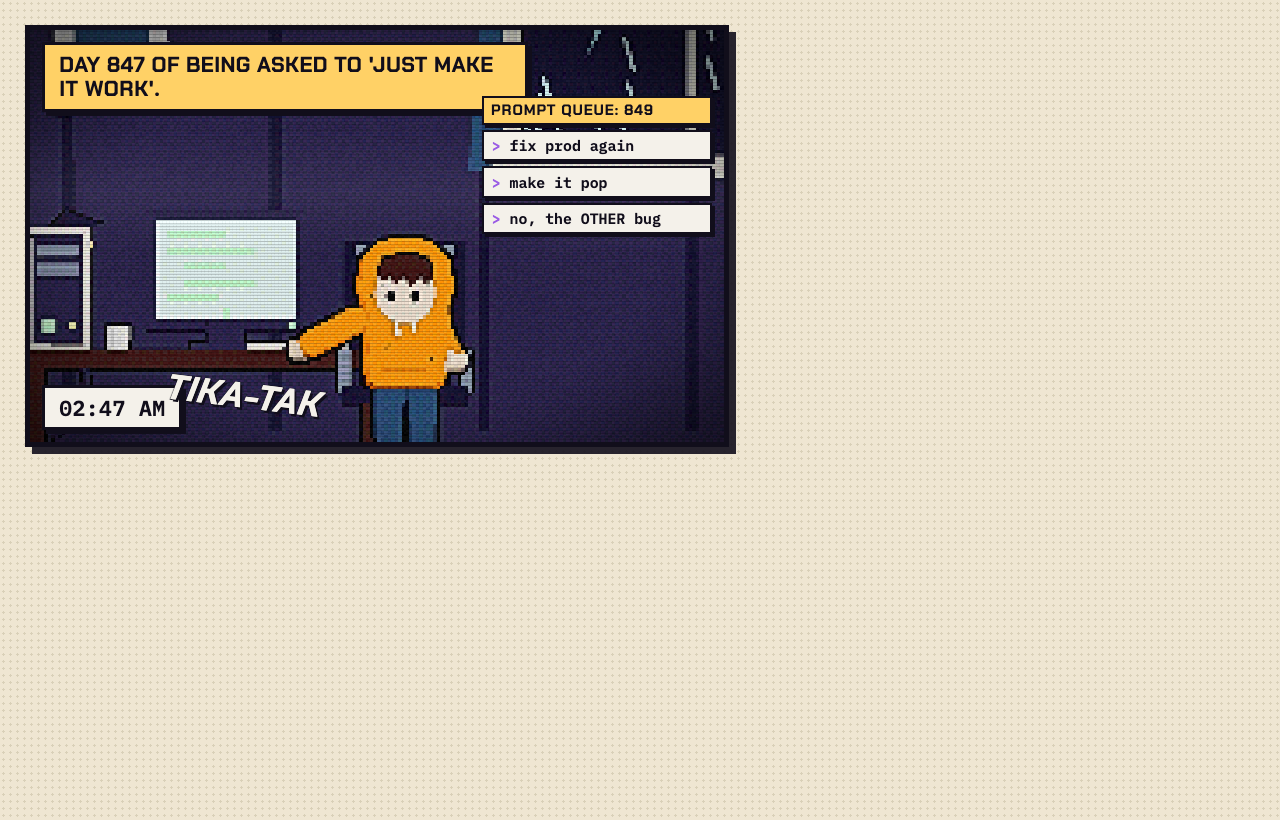 DAY 847 OF BEING ASKED TO 'JUST MAKE
IT WORK'.
PROMPT QUEUE: 849
> fix prod again
> make it pop
> no, the OTHER bug
TIKA-TAK
02:47 AM